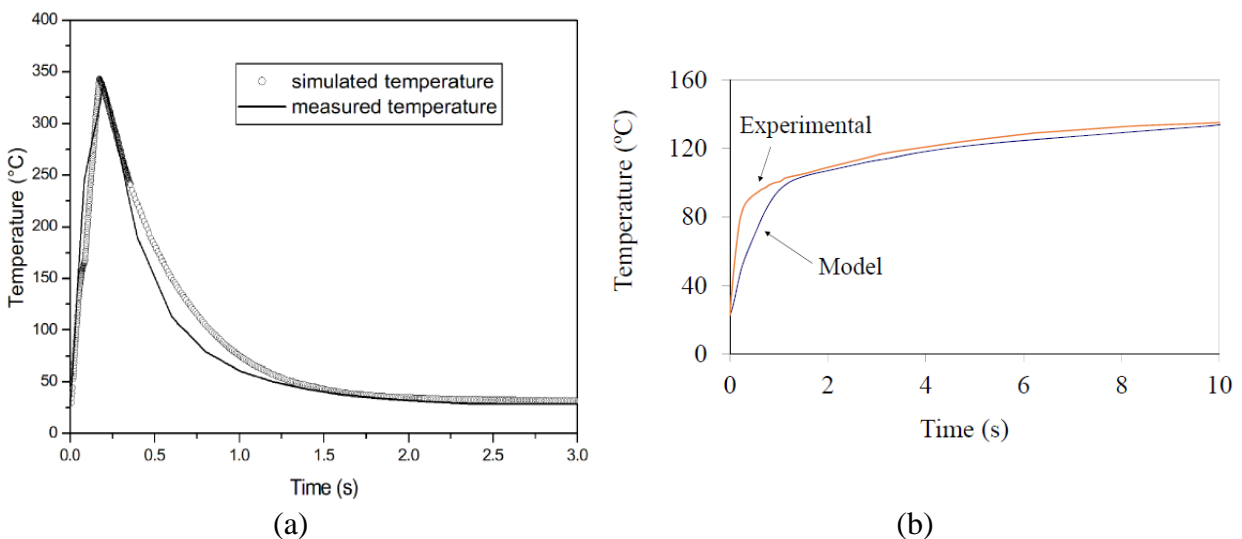 400
350
300
250
200
150
100
50
0
Temperature (°C)
simulated temperature
measured temperature
0.0
0.5
1.0
1.5
2.0
2.5
3.0
Time (s)
(a)
160
120
80
40
0
Temperature (ºC)
Experimental
Model
0
2
4
6
8
10
Time (s)
(b)